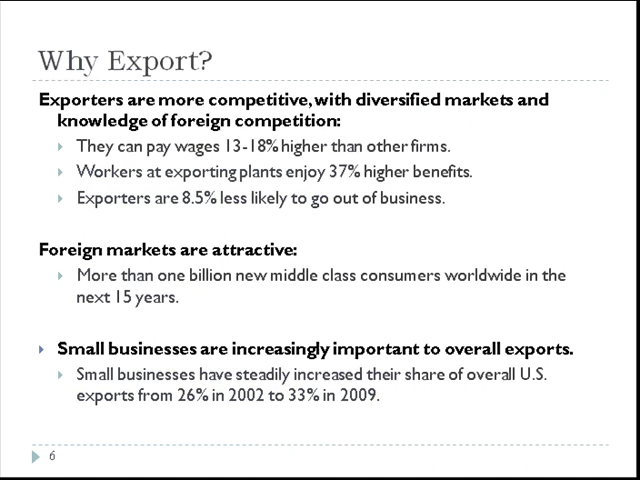 Why Export?
Exporters are more competitive, with diversified markets and
knowledge of foreign competition:
They can pay wages 13-18% higher than other firms.
Workers at exporting plants enjoy 37% higher benefits.
Exporters are 8.5% less likely to go out of business.
Foreign markets are attractive:
More than one billion new middle class consumers worldwide in the
next 15 years.
Small businesses are increasingly important to overall exports.
Small businesses have steadily increased their share of overall U.S.
exports from 26% in 2002 to 33% in 2009.
6